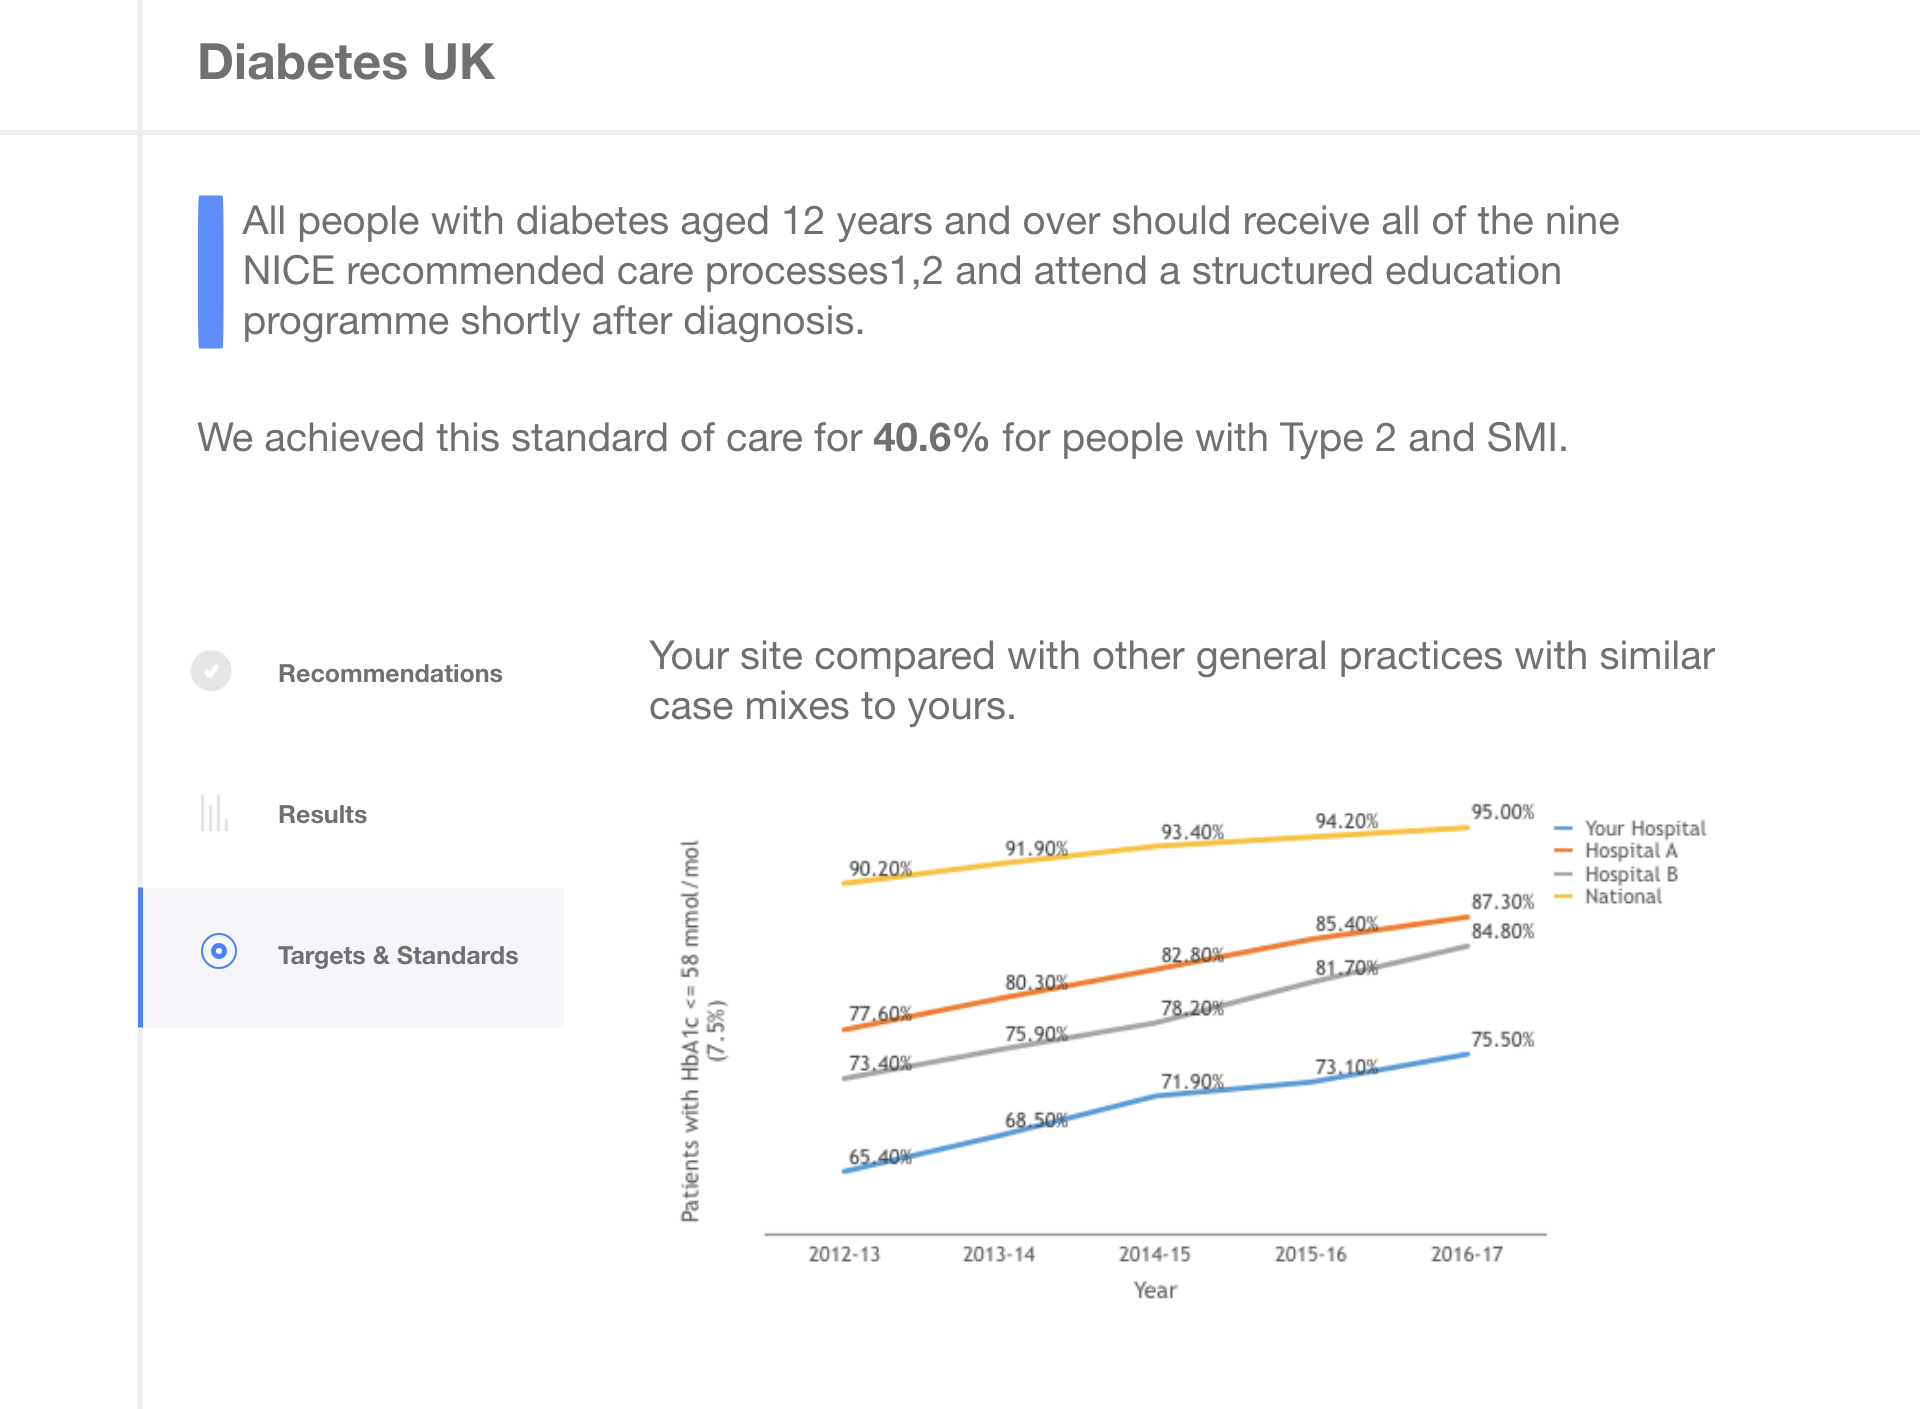 Diabetes UK
All people with diabetes aged 12 years and over should receive all of the nine
NICE recommended care processes1,2 and attend a structured education
programme shortly after diagnosis.
We achieved this standard of care for 40.6% for people with Type 2 and SMI.
Recommendations
Results
Targets & Standards
Your site compared with other general practices with similar
case mixes to yours.
Patients with HbA1c <= 58 mmol/mol
(7.5%)
90.20%
91.90%
93.40%
94.20%
95.00%
77.60%
80.30%
82.80%
85.40%
87.30%
73.40%
75.90%
78.20%
81.70%
84.80%
65.40%
68.50%
71.90%
73.10%
75.50%
Your Hospital
Hospital A
Hospital B
National
2012-13
2013-14
2014-15
2015-16
2016-17
Year